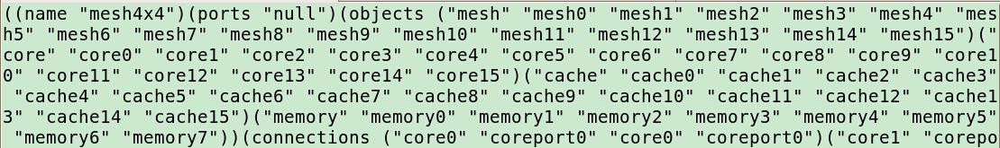 ((name "mesh4x4")(ports "null")(objects ("mesh" "mesh0" "mesh1" "mesh2" "mesh3" "mesh4" "mes
h5" "mesh6" "mesh7" "mesh8" "mesh9" "mesh10" "mesh11" "mesh12" "mesh13" "mesh14" "mesh15")("
core" "core0" "core1" "core2" "core3" "core4" "core5" "core6" "core7" "core8" "core9" "core1
0" "core11" "core12" "core13" "core14" "core15")("cache" "cache0" "cache1" "cache2" "cache3"
 "cache4" "cache5" "cache6" "cache7" "cache8" "cache9" "cache10" "cache11" "cache12" "cache1
3" "cache14" "cache15")("memory" "memory0" "memory1" "memory2" "memory3" "memory4" "memory5"
 "memory6" "memory7"))(connections ("core0" "coreport0" "core0" "coreport0")("core1" "corepo